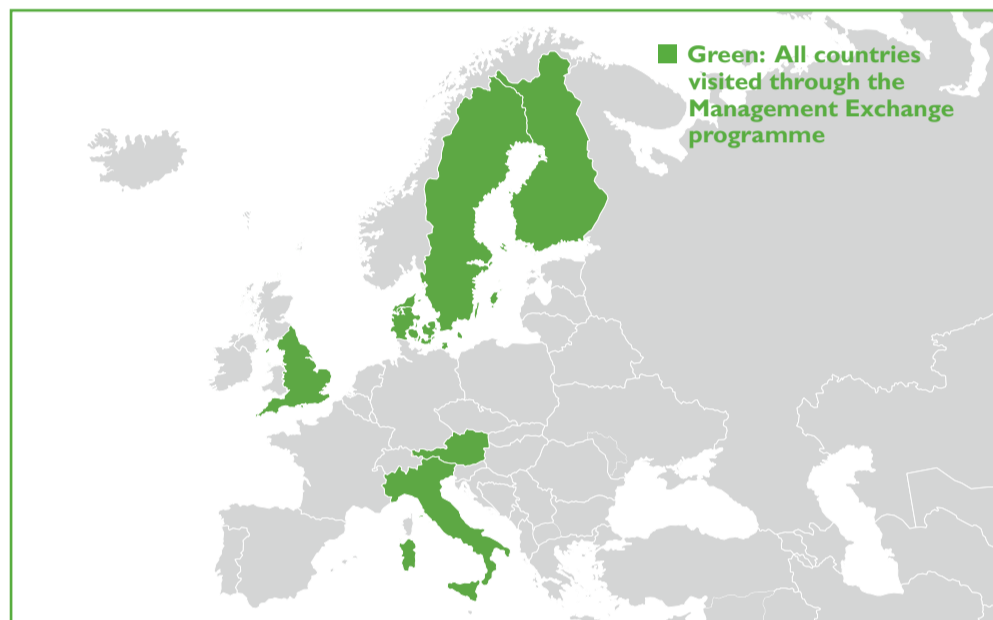 Green: All countries
visited through the
Management Exchange
programme